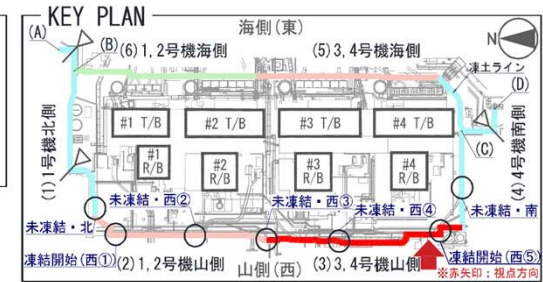 KEY PLAN
海側(東)
(A)
(B)
(6)1,2号機海側
(5)3,4号機海側
N
凍土ライン
(D)
#1 T/B
#2 T/B
#3 T/B
#4 T/B
(C)
(1)1号機北側
(4)4号機南側
#1
R/B
#2
R/B
#3
R/B
#4
R/B
未凍結・西②
未凍結・西③
未凍結・西④
未凍結・南
未凍結・北
凍結開始(西①)
(2)1,2号機山側
山側(西)
(3)3,4号機山側
凍結開始(西⑤)
※赤矢印:視点方向